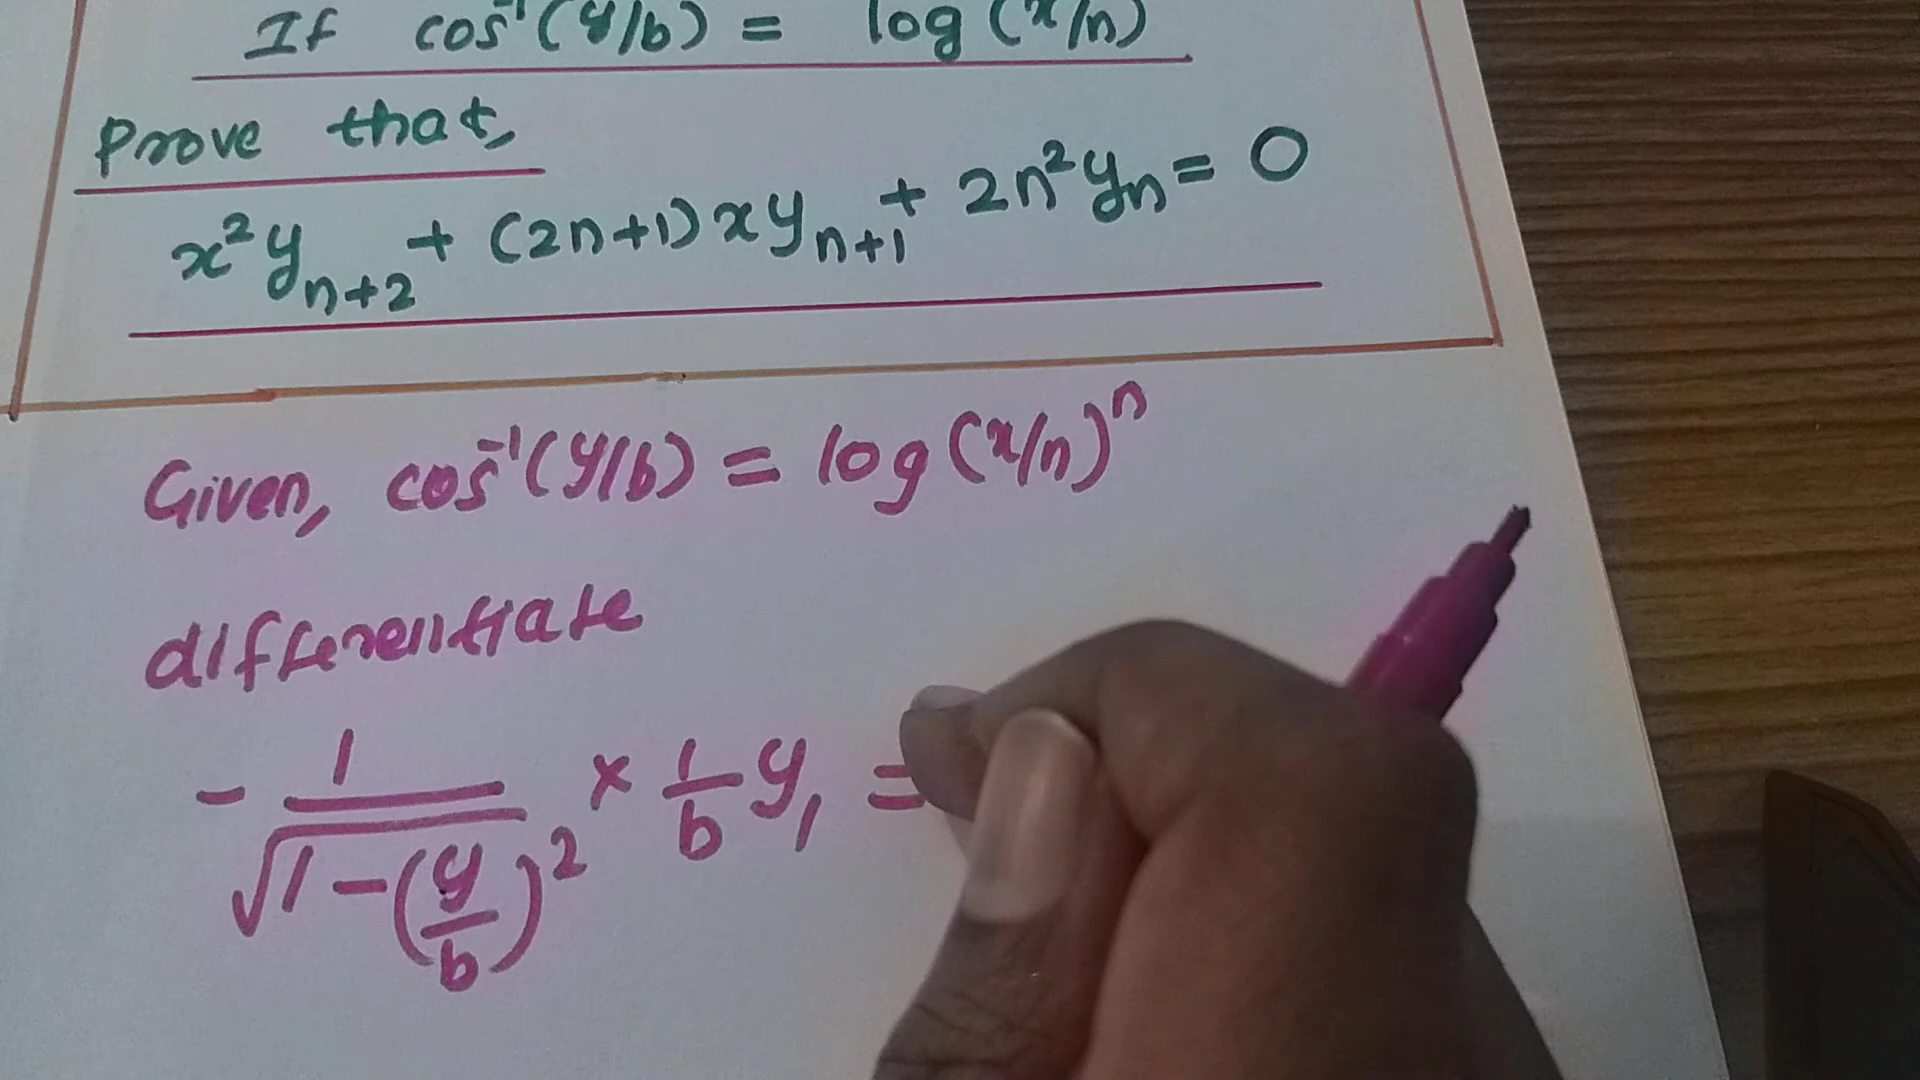 If cos⁻¹(y/b) = log(x/n)
Prove that,
x²yₙ₊₂ + (2n+1)xyₙ₊₁ + 2n²yₙ = 0
Given, cos⁻¹(y/b) = log(x/n)ⁿ
differentiate
- 1/√1-(y/b)² × 1/b y₁ =